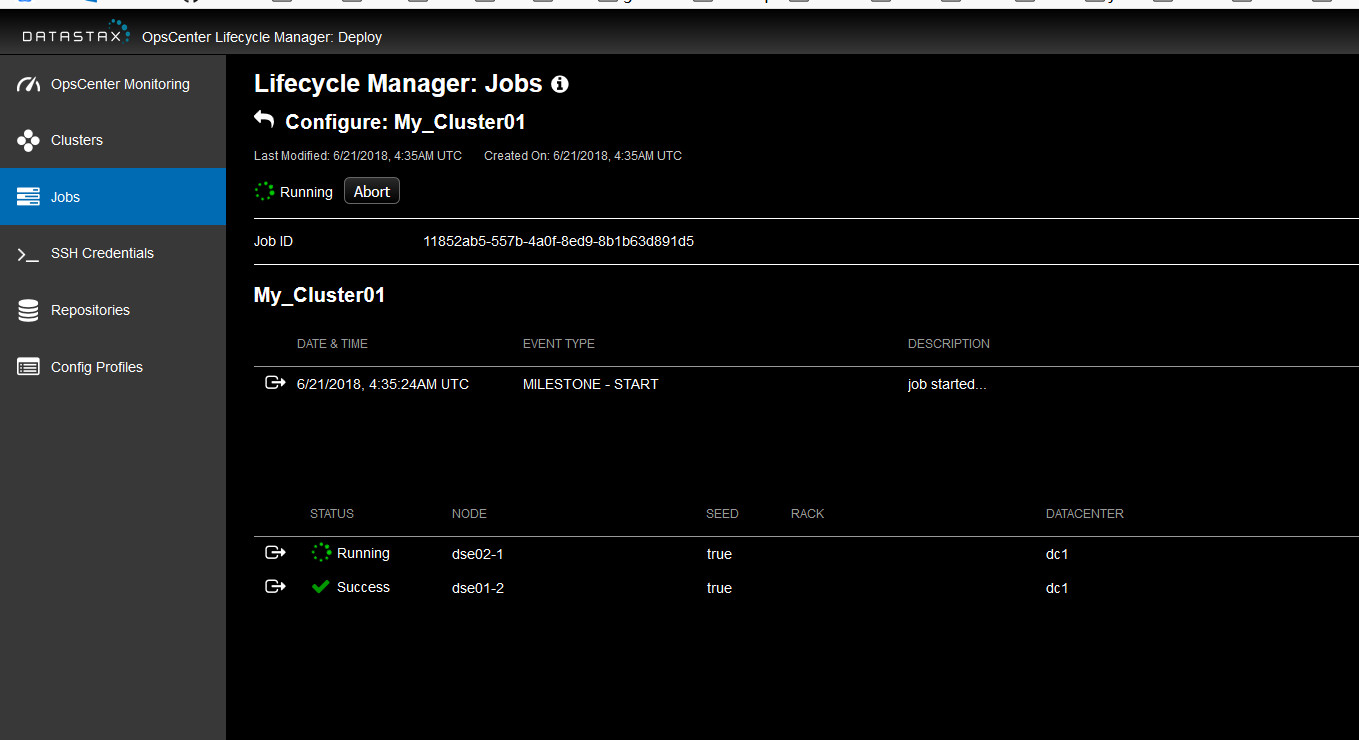 DATASTAX OpsCenter Lifecycle Manager: Deploy
OpsCenter Monitoring
Clusters
Jobs
SSH Credentials
Repositories
Config Profiles
Lifecycle Manager: Jobs
Configure: My_Cluster01
Last Modified: 6/21/2018, 4:35AM UTC Created On: 6/21/2018, 4:35AM UTC
Running Abort
Job ID 11852ab5-557b-4a0f-8ed9-8b1b63d891d5
My_Cluster01
DATE & TIME EVENT TYPE DESCRIPTION
6/21/2018, 4:35:24AM UTC MILESTONE - START job started...
STATUS NODE SEED RACK DATACENTER
Running dse02-1 true dc1
Success dse01-2 true dc1